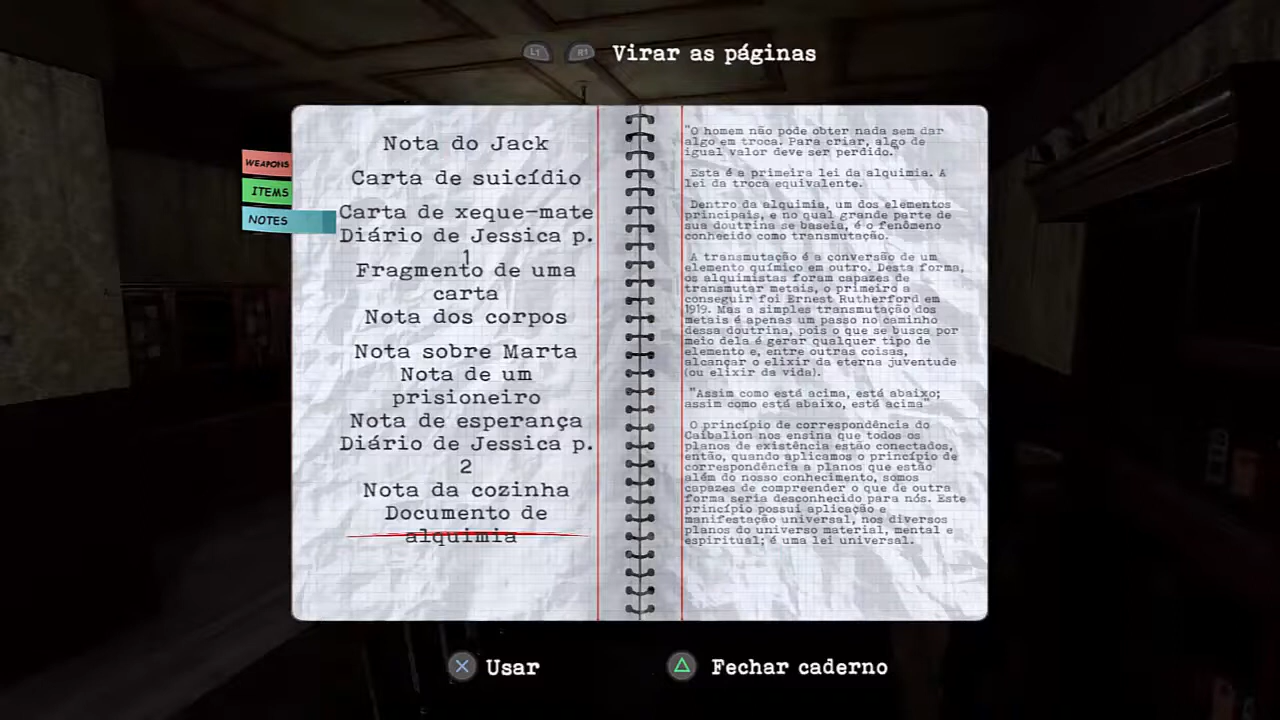 L1 R1 Virar as páginas
WEAPONS
ITEMS
NOTES
Nota do Jack
Carta de suicídio
Carta de xeque-mate
Diário de Jessica p.
1
Fragmento de uma
carta
Nota dos corpos
Nota sobre Marta
Nota de um
prisioneiro
Nota de esperança
Diário de Jessica p.
2
Nota da cozinha
Documento de
alquimia
"O homem não pode obter nada sem dar
algo em troca. Para criar, algo de
igual valor deve ser perdido."
Esta é a primeira lei da alquimia. A
lei da troca equivalente.
Dentro da alquimia, um dos elementos
principais, e no qual grande parte de
sua doutrina se baseia, é o fenômeno
conhecido como transmutação.
A transmutação é a conversão de um
elemento químico em outro. Desta forma,
os alquimistas foram capazes de
transmutar metais, o primeiro a
conseguir foi Ernest Rutherford em
1919. Mas a simples transmutação dos
metais é apenas um passo no caminho
dessa doutrina, pois o que se busca por
meio dela é gerar qualquer tipo de
elemento e, entre outras coisas,
alcançar o elixir da eterna juventude
(ou elixir da vida).
"Assim como está acima, está abaixo;
assim como está abaixo, está acima"
O princípio de correspondência do
Caibalion nos ensina que todos os
planos de existência estão conectados,
então, quando aplicamos o princípio de
correspondência a planos que estão
além do nosso conhecimento, somos
capazes de compreender o que de outra
forma seria desconhecido para nós. Este
princípio possui aplicação e
manifestação universal, nos diversos
planos do universo material, mental e
espiritual; é uma lei universal.
Usar
Fechar caderno